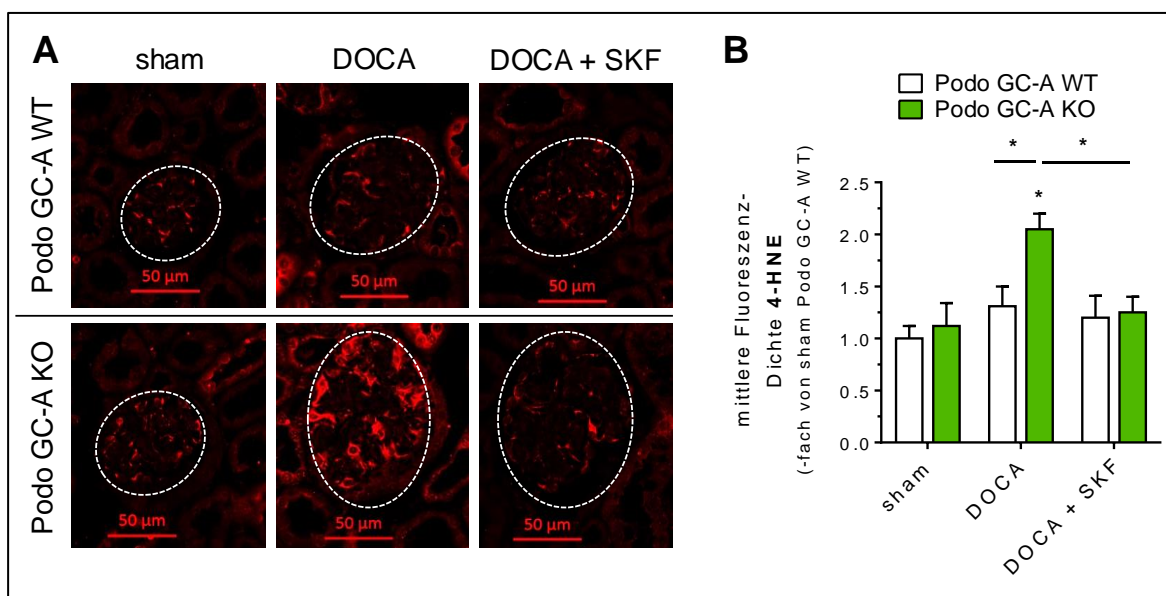 A
sham
DOCA
DOCA + SKF
Podo GC-A WT
50 µm
50 µm
50 µm
Podo GC-A KO
50 µm
50 µm
50 µm
B
Podo GC-A WT
Podo GC-A KO
* *
*
mittlere Fluoreszenz-
Dichte 4-HNE
(-fach von sham Podo GC-A WT)
2.5
2.0
1.5
1.0
0.5
0.0
sham
DOCA
DOCA + SKF